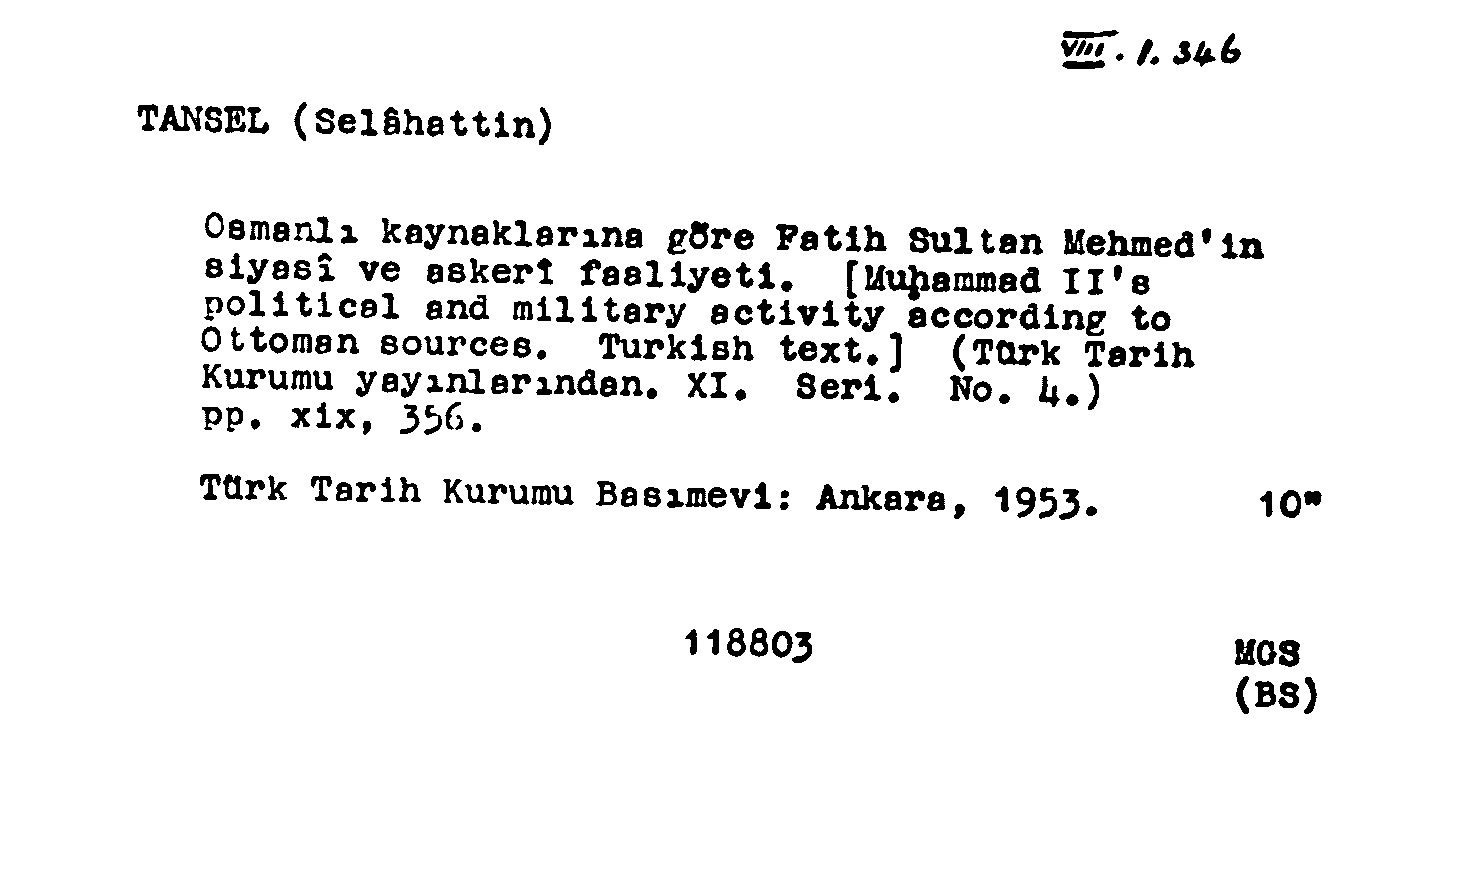 VIII. 1. 346
TANSEL (Selâhattin)
Osmanlı kaynaklarına göre Fatih Sultan Mehmed'in
siyasî ve askerî faaliyeti. [Muḥammad II's
political and military activity according to
Ottoman sources. Turkish text.] (Türk Tarih
Kurumu yayınlarından. XI. Seri. No. 4.)
pp. xix, 356.
Türk Tarih Kurumu Basımevi: Ankara, 1953. 10"
118803 MGS
(BS)